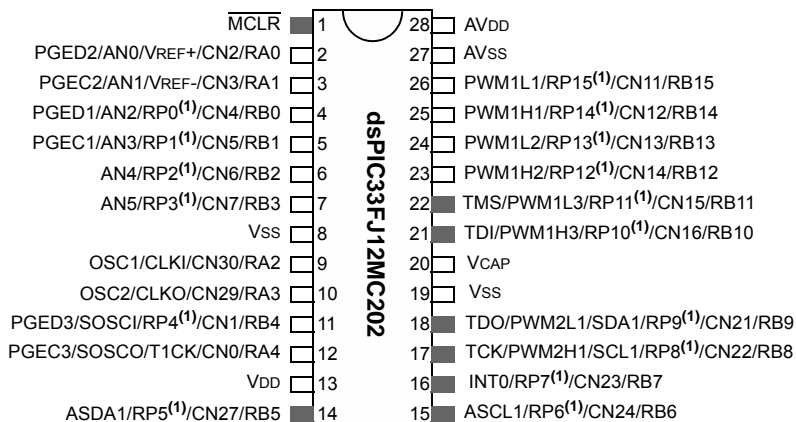 MCLR 1 28 AVDD
PGED2/AN0/VREF+/CN2/RA0 2 27 AVSS
PGEC2/AN1/VREF-/CN3/RA1 3 26 PWM1L1/RP15(1)/CN11/RB15
PGED1/AN2/RP0(1)/CN4/RB0 4 25 PWM1H1/RP14(1)/CN12/RB14
PGEC1/AN3/RP1(1)/CN5/RB1 5 24 PWM1L2/RP13(1)/CN13/RB13
AN4/RP2(1)/CN6/RB2 6 23 PWM1H2/RP12(1)/CN14/RB12
AN5/RP3(1)/CN7/RB3 7 22 TMS/PWM1L3/RP11(1)/CN15/RB11
VSS 8 21 TDI/PWM1H3/RP10(1)/CN16/RB10
OSC1/CLKI/CN30/RA2 9 20 VCAP
OSC2/CLKO/CN29/RA3 10 19 VSS
PGED3/SOSCI/RP4(1)/CN1/RB4 11 18 TDO/PWM2L1/SDA1/RP9(1)/CN21/RB9
PGEC3/SOSCO/T1CK/CN0/RA4 12 17 TCK/PWM2H1/SCL1/RP8(1)/CN22/RB8
VDD 13 16 INT0/RP7(1)/CN23/RB7
ASDA1/RP5(1)/CN27/RB5 14 15 ASCL1/RP6(1)/CN24/RB6
dsPIC33FJ12MC202